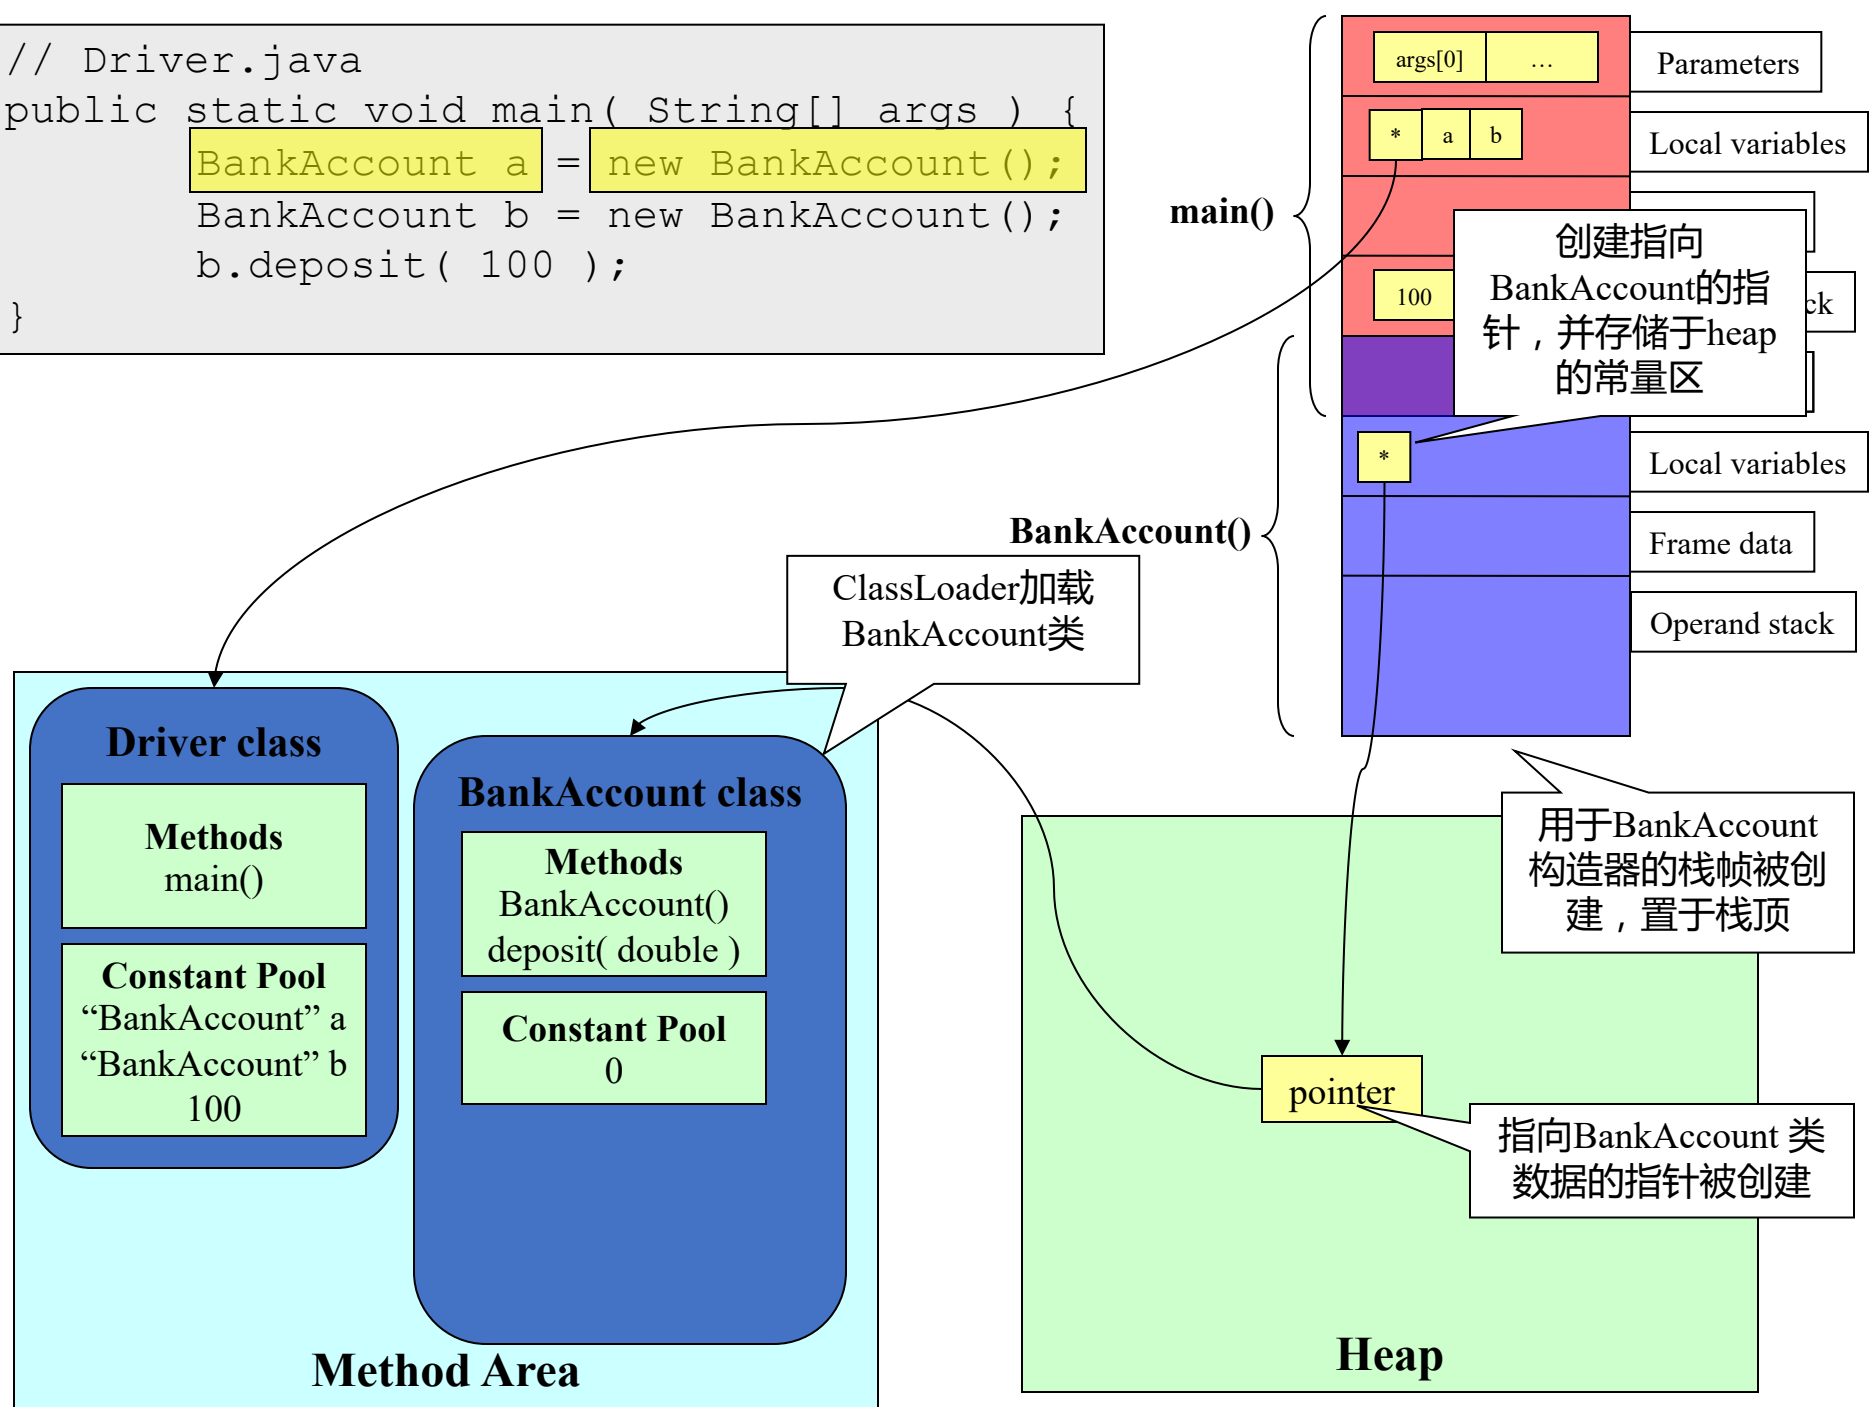 // Driver.java
public static void main( String[] args ) {
BankAccount a = new BankAccount();
BankAccount b = new BankAccount();
b.deposit( 100 );
}
args[0]
…
Parameters
*
a
b
Local variables
main()
创建指向
BankAccount的指
针，并存储于heap
的常量区
100
ck
*
Local variables
BankAccount()
Frame data
Operand stack
ClassLoader加载
BankAccount类
Driver class
Methods
main()
Constant Pool
“BankAccount” a
“BankAccount” b
100
BankAccount class
Methods
BankAccount()
deposit( double )
Constant Pool
0
Method Area
用于BankAccount
构造器的栈帧被创
建，置于栈顶
pointer
指向BankAccount 类
数据的指针被创建
Heap